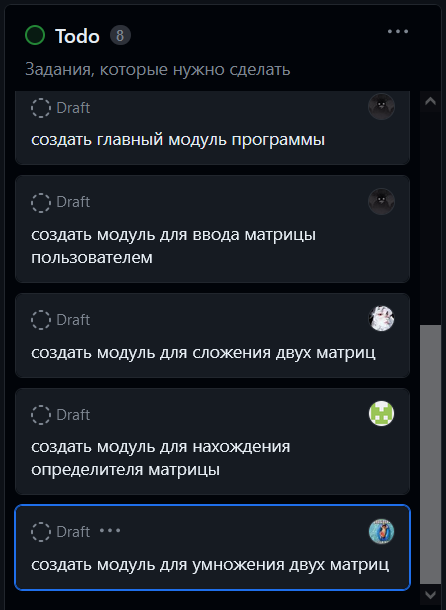 Todo 8
Задания, которые нужно сделать
Draft
создать главный модуль программы
Draft
создать модуль для ввода матрицы
пользователем
Draft
создать модуль для сложения двух матриц
Draft
создать модуль для нахождения
определителя матрицы
Draft
создать модуль для умножения двух матриц